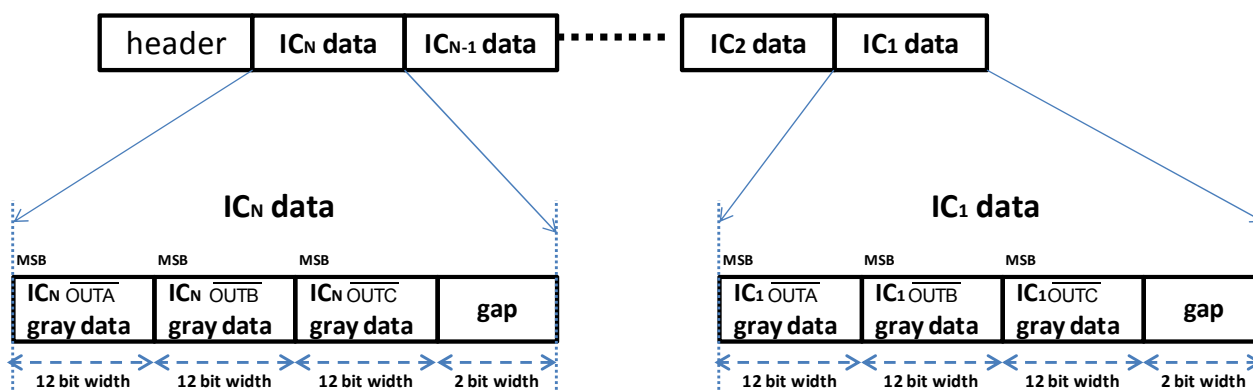 header ICN data ICN-1 data IC2 data IC1 data
ICN data IC1 data
MSB MSB MSB MSB MSB MSB
ICN OUTA ICN OUTB ICN OUTC gap IC1 OUTA IC1 OUTB IC1 OUTC gap
gray data gray data gray data gray data gray data gray data
12 bit width 12 bit width 12 bit width 2 bit width 12 bit width 12 bit width 12 bit width 2 bit width